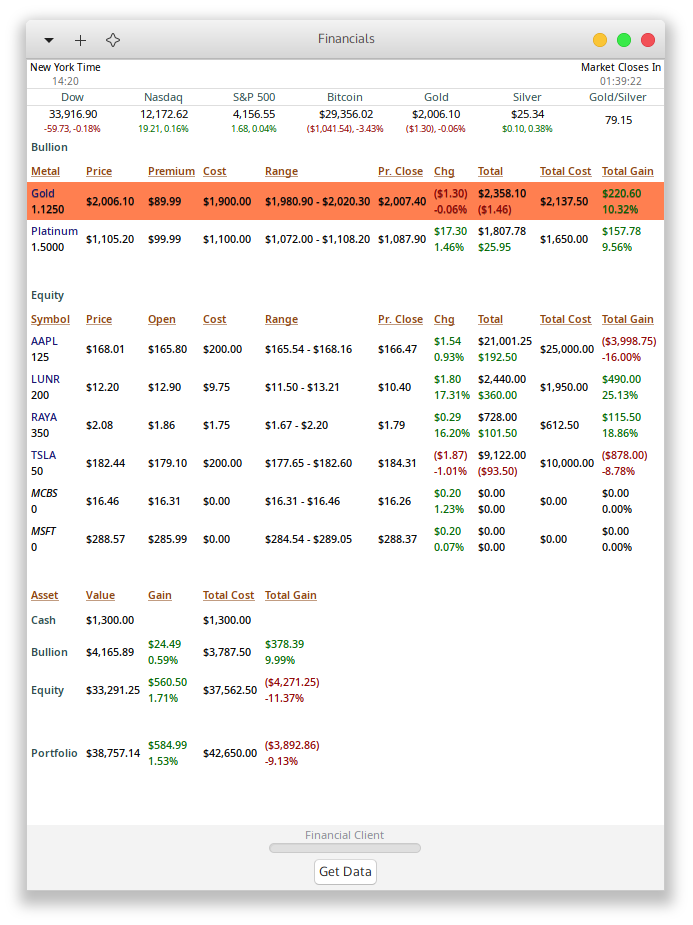 Financials
New York Time Market Closes In
14:20 01:39:22
Dow Nasdaq S&P 500 Bitcoin Gold Silver Gold/Silver
33,916.90 12,172.62 4,156.55 $29,356.02 $2,006.10 $25.34 79.15
-59.73, -0.18% 19.21, 0.16% 1.68, 0.04% ($1,041.54), -3.43% ($1.30), -0.06% $0.10, 0.38%
Bullion
Metal Price Premium Cost Range Pr. Close Chg Total Total Cost Total Gain
Gold $2,006.10 $89.99 $1,900.00 $1,980.90 - $2,020.30 $2,007.40 ($1.30) $2,358.10 $2,137.50 $220.60
1.1250 -0.06% ($1.46) 10.32%
Platinum $1,105.20 $99.99 $1,100.00 $1,072.00 - $1,108.20 $1,087.90 $17.30 $1,807.78 $1,650.00 $157.78
1.5000 1.46% $25.95 9.56%
Equity
Symbol Price Open Cost Range Pr. Close Chg Total Total Cost Total Gain
AAPL $168.01 $165.80 $200.00 $165.54 - $168.16 $166.47 $1.54 $21,001.25 $25,000.00 ($3,998.75)
125 0.93% $192.50 -16.00%
LUNR $12.20 $12.90 $9.75 $11.50 - $13.21 $10.40 $1.80 $2,440.00 $1,950.00 $490.00
200 17.31% $360.00 25.13%
RAYA $2.08 $1.86 $1.75 $1.67 - $2.20 $1.79 $0.29 $728.00 $612.50 $115.50
350 16.20% $101.50 18.86%
TSLA $182.44 $179.10 $200.00 $177.65 - $182.60 $184.31 ($1.87) $9,122.00 $10,000.00 ($878.00)
50 -1.01% ($93.50) -8.78%
MCBS $16.46 $16.31 $0.00 $16.31 - $16.46 $16.26 $0.20 $0.00 $0.00 $0.00
0 1.23% $0.00 0.00%
MSFT $288.57 $285.99 $0.00 $284.54 - $289.05 $288.37 $0.20 $0.00 $0.00 $0.00
0 0.07% $0.00 0.00%
Asset Value Gain Total Cost Total Gain
Cash $1,300.00 $1,300.00
Bullion $4,165.89 $24.49 $3,787.50 $378.39
0.59% 9.99%
Equity $33,291.25 $560.50 $37,562.50 ($4,271.25)
1.71% -11.37%
Portfolio $38,757.14 $584.99 $42,650.00 ($3,892.86)
1.53% -9.13%
Financial Client
Get Data